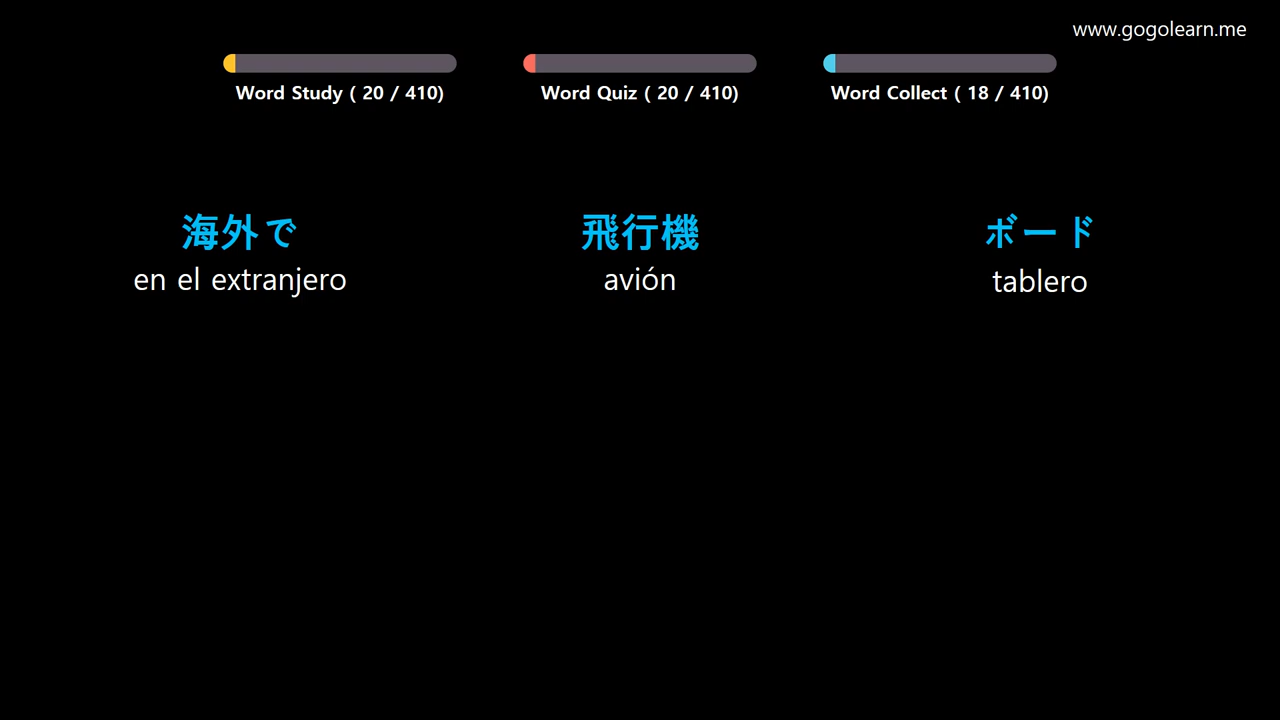 www.gogolearn.me
Word Study ( 20 / 410)
Word Quiz ( 20 / 410)
Word Collect ( 18 / 410)
海外で
en el extranjero
飛行機
avión
ボード
tablero